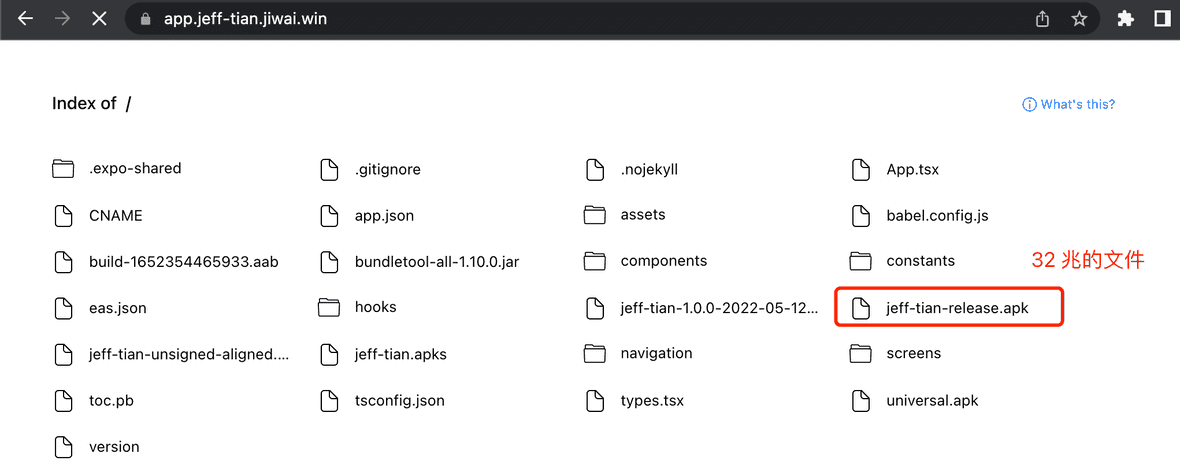 app.jeff-tian.jiwai.win
Index of /
What's this?
.expo-shared
.gitignore
.nojekyll
App.tsx
CNAME
app.json
assets
babel.config.js
build-1652354465933.aab
bundletool-all-1.10.0.jar
components
constants
32 兆的文件
eas.json
hooks
jeff-tian-1.0.0-2022-05-12...
jeff-tian-release.apk
jeff-tian-unsigned-aligned....
jeff-tian.apks
navigation
screens
toc.pb
tsconfig.json
types.tsx
universal.apk
version